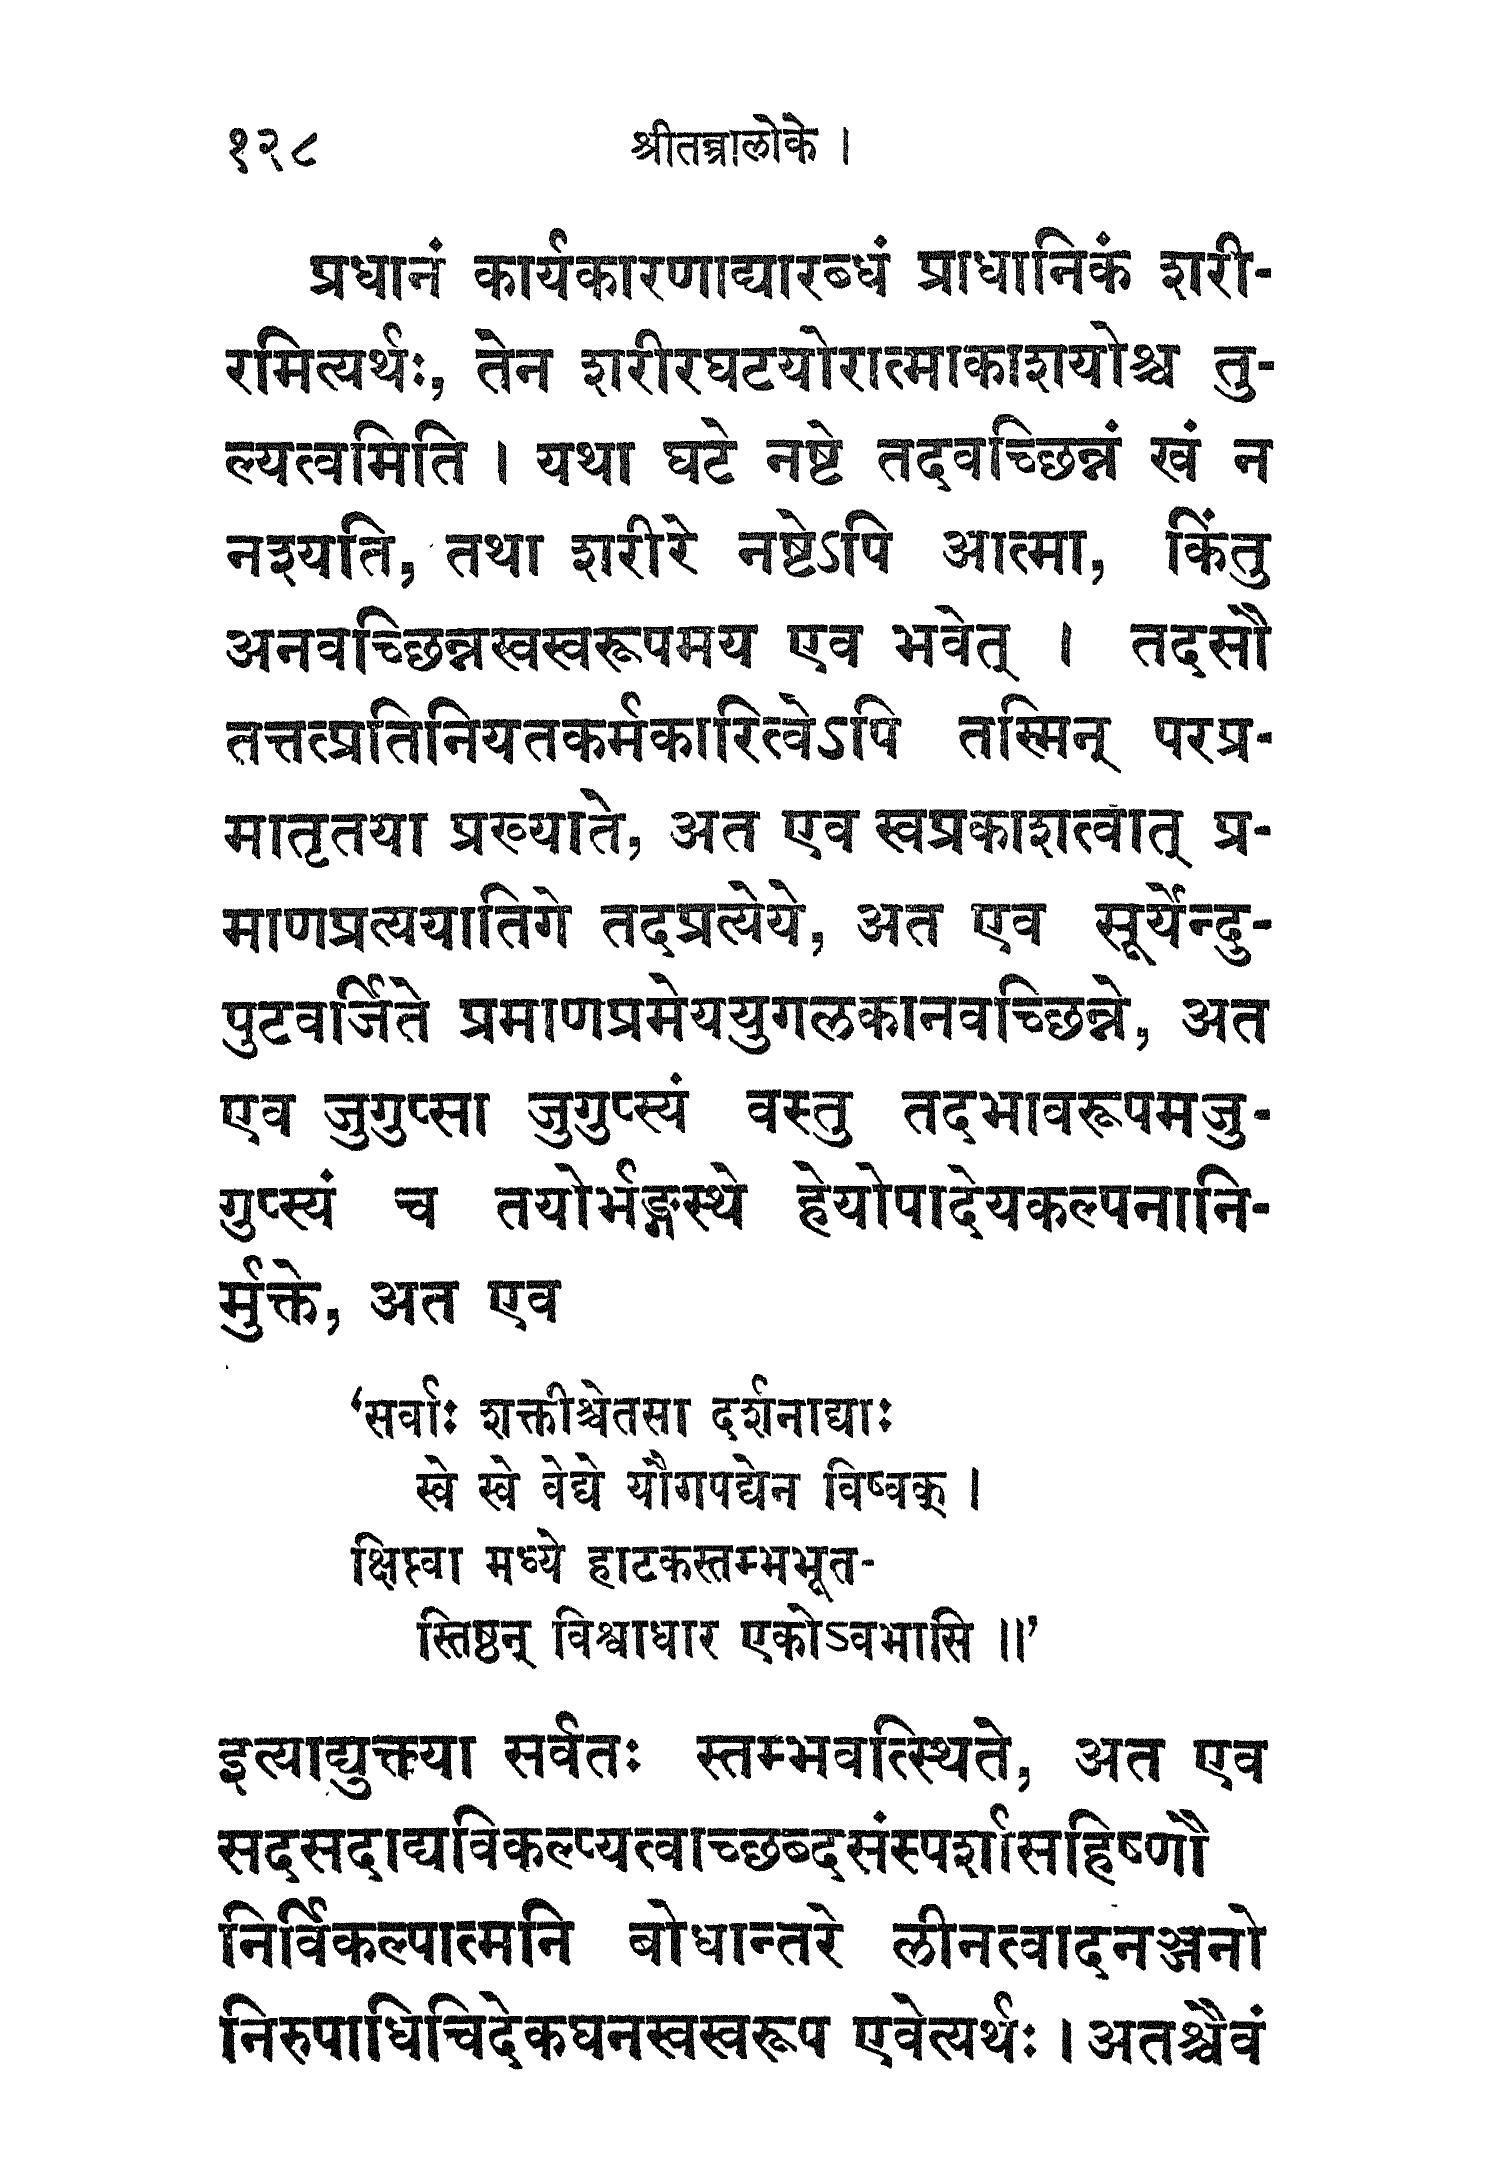 १२८ श्रीतन्त्रालोके ।
प्रधानं कार्यकारणाद्यारब्धं प्राधानिकं शरी-
रमित्यर्थः, तेन शरीरघटयोरात्माकाशयोश्च तु-
ल्यत्वमिति । यथा घटे नष्टे तदवच्छिन्नं खं न
नश्यति, तथा शरीरे नष्टेऽपि आत्मा, किंतु
अनवच्छिन्नस्वस्वरूपमय एव भवेत् । तदसौ
तत्तत्प्रतिनियतकर्मकारित्वेऽपि तस्मिन् परप्र-
मातृतया प्रख्याते, अत एव स्वप्रकाशत्वात् प्र-
माणप्रत्ययातिगे तदप्रत्येये, अत एव सूर्येन्दु-
पुटवर्जिते प्रमाणप्रमेययुगलकानवच्छिन्ने, अत
एव जुगुप्सा जुगुप्स्यं वस्तु तदभावरूपमजु-
गुप्स्यं च तयोर्भङ्गस्थे हेयोपादेयकल्पनानि-
र्मुक्ते, अत एव
‘सर्वाः शक्तीश्चेतसा दर्शनाद्याः
स्वे स्वे वेद्ये यौगपद्येन विष्वक् ।
क्षिप्त्वा मध्ये हाटकस्तम्भभूत-
स्तिष्ठन् विश्वाधार एकोऽवभासि ॥’
इत्याद्युक्तया सर्वतः स्तम्भवत्स्थिते, अत एव
सदसदाद्यविकल्प्यत्वाच्छब्दसंस्पर्शासहिष्णौ
निर्विकल्पात्मनि बोधान्तरे लीनत्वादनञ्जनो
निरुपाधिचिदेकघनस्वस्वरूप एवेत्यर्थः । अतश्चैवं